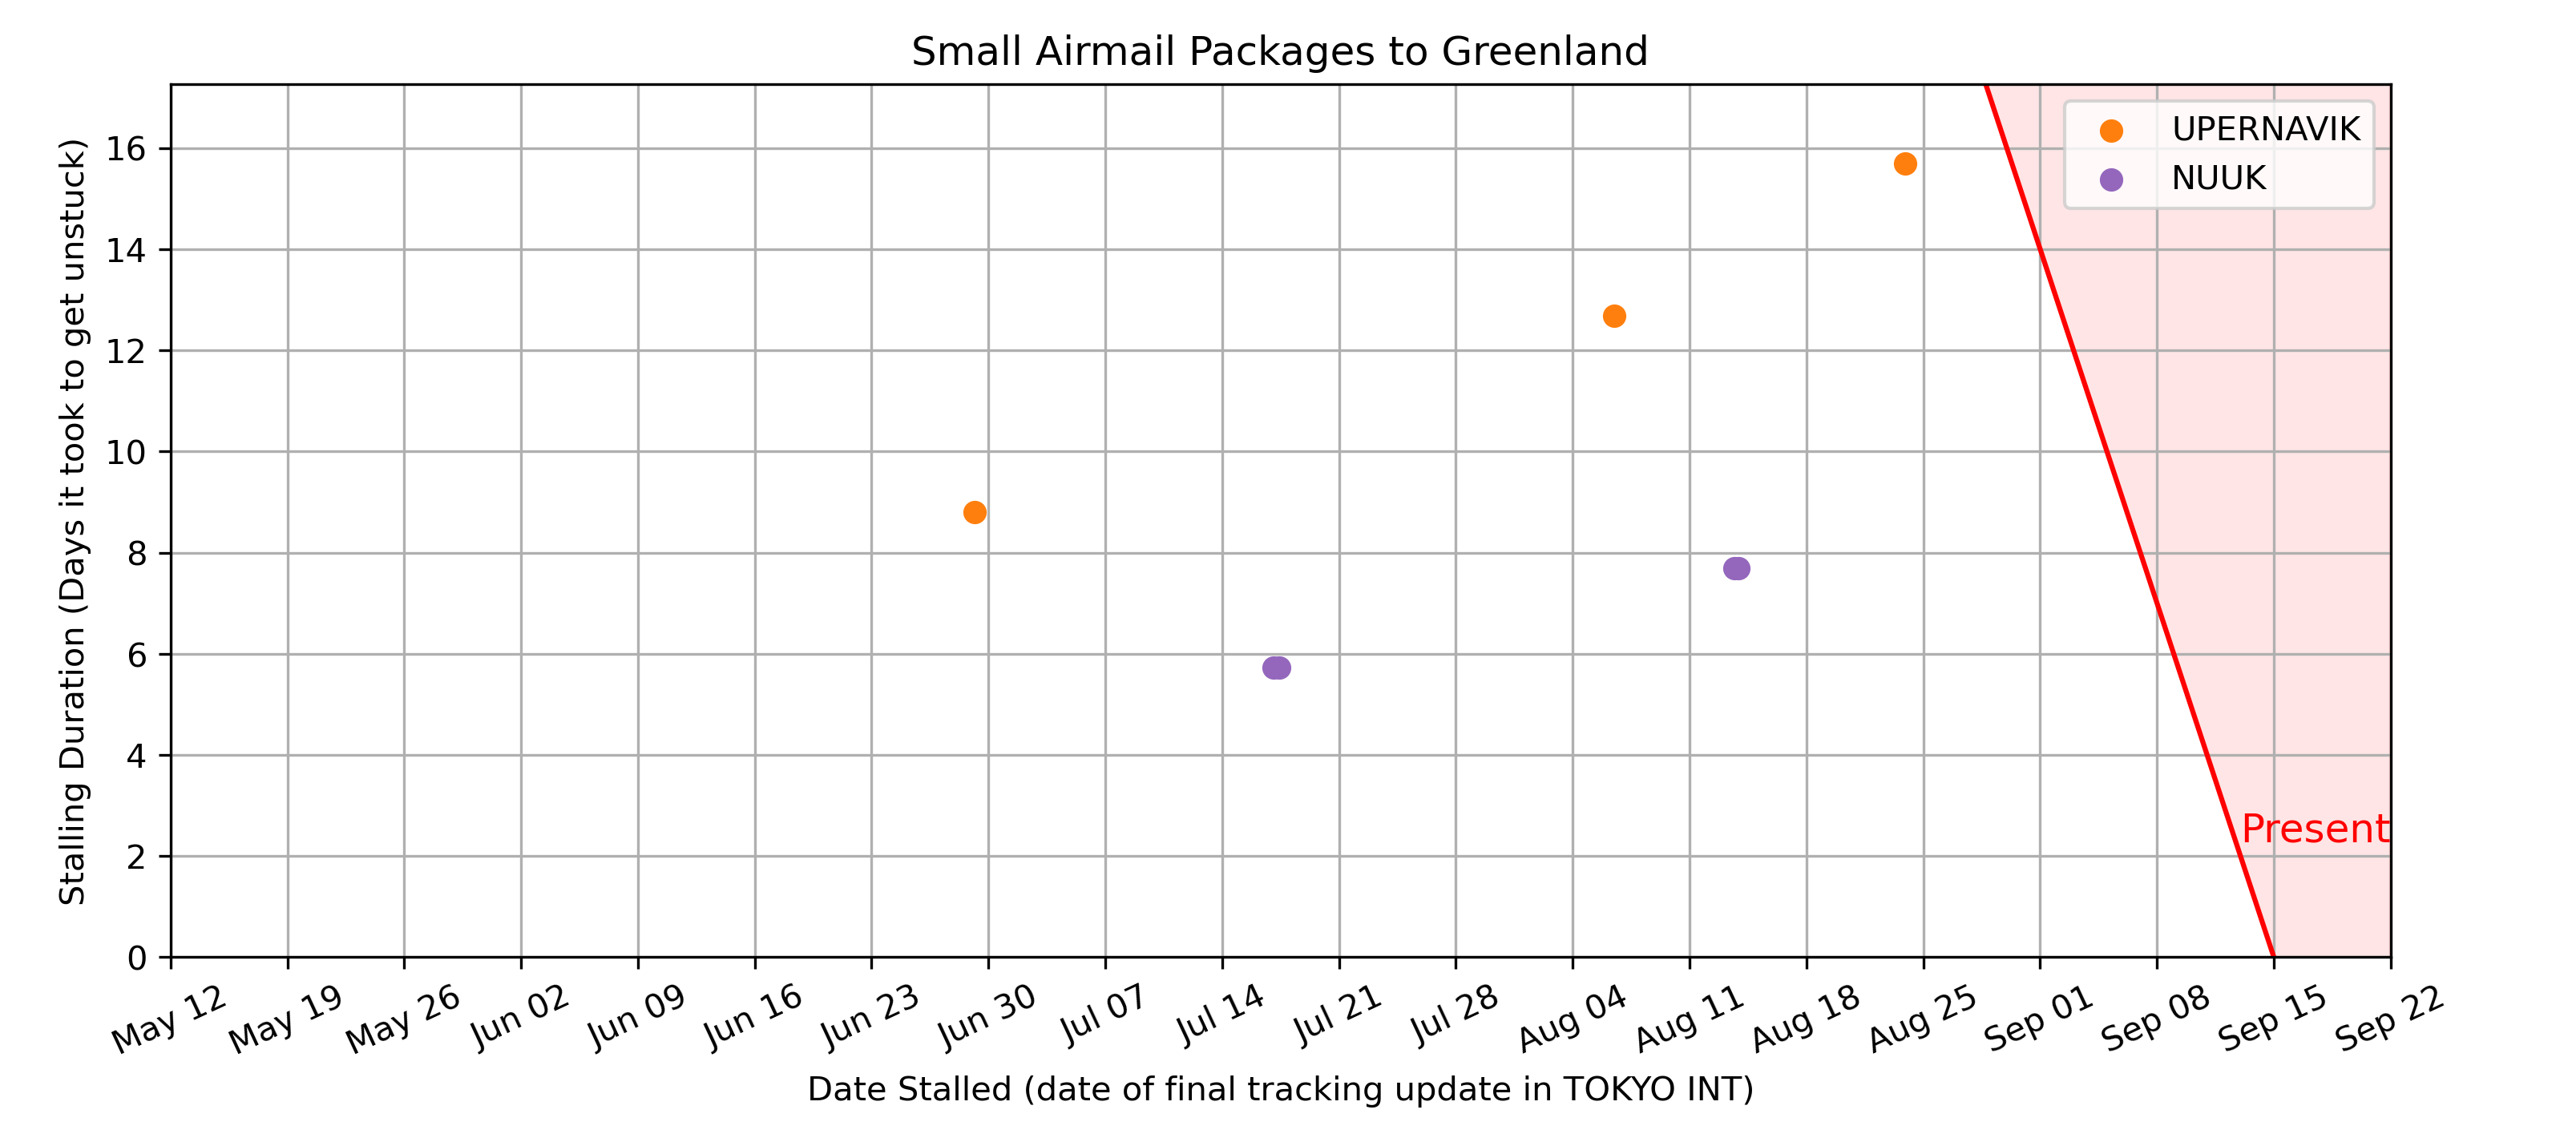 Small Airmail Packages to Greenland
UPERNAVIK
NUUK
Stalling Duration (Days it took to get unstuck)
16
14
12
10
8
6
4
2
0
Present
May 12
May 19
May 26
Jun 02
Jun 09
Jun 16
Jun 23
Jun 30
Jul 07
Jul 14
Jul 21
Jul 28
Aug 04
Aug 11
Aug 18
Aug 25
Sep 01
Sep 08
Sep 15
Sep 22
Date Stalled (date of final tracking update in TOKYO INT)